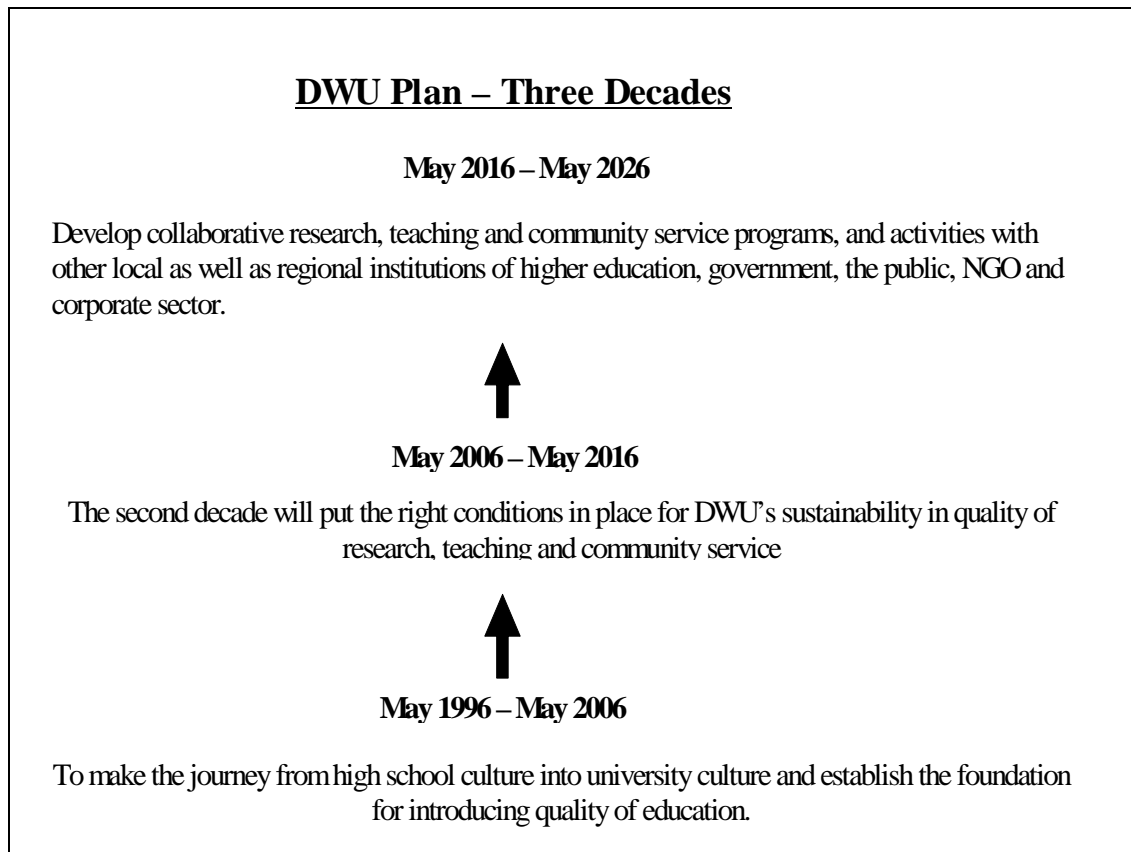 DWU Plan – Three Decades
May 2016 – May 2026
Develop collaborative research, teaching and community service programs, and activities with
other local as well as regional institutions of higher education, government, the public, NGO and
corporate sector.
May 2006 – May 2016
The second decade will put the right conditions in place for DWU’s sustainability in quality of
research, teaching and community service
May 1996 – May 2006
To make the journey from high school culture into university culture and establish the foundation
for introducing quality of education.